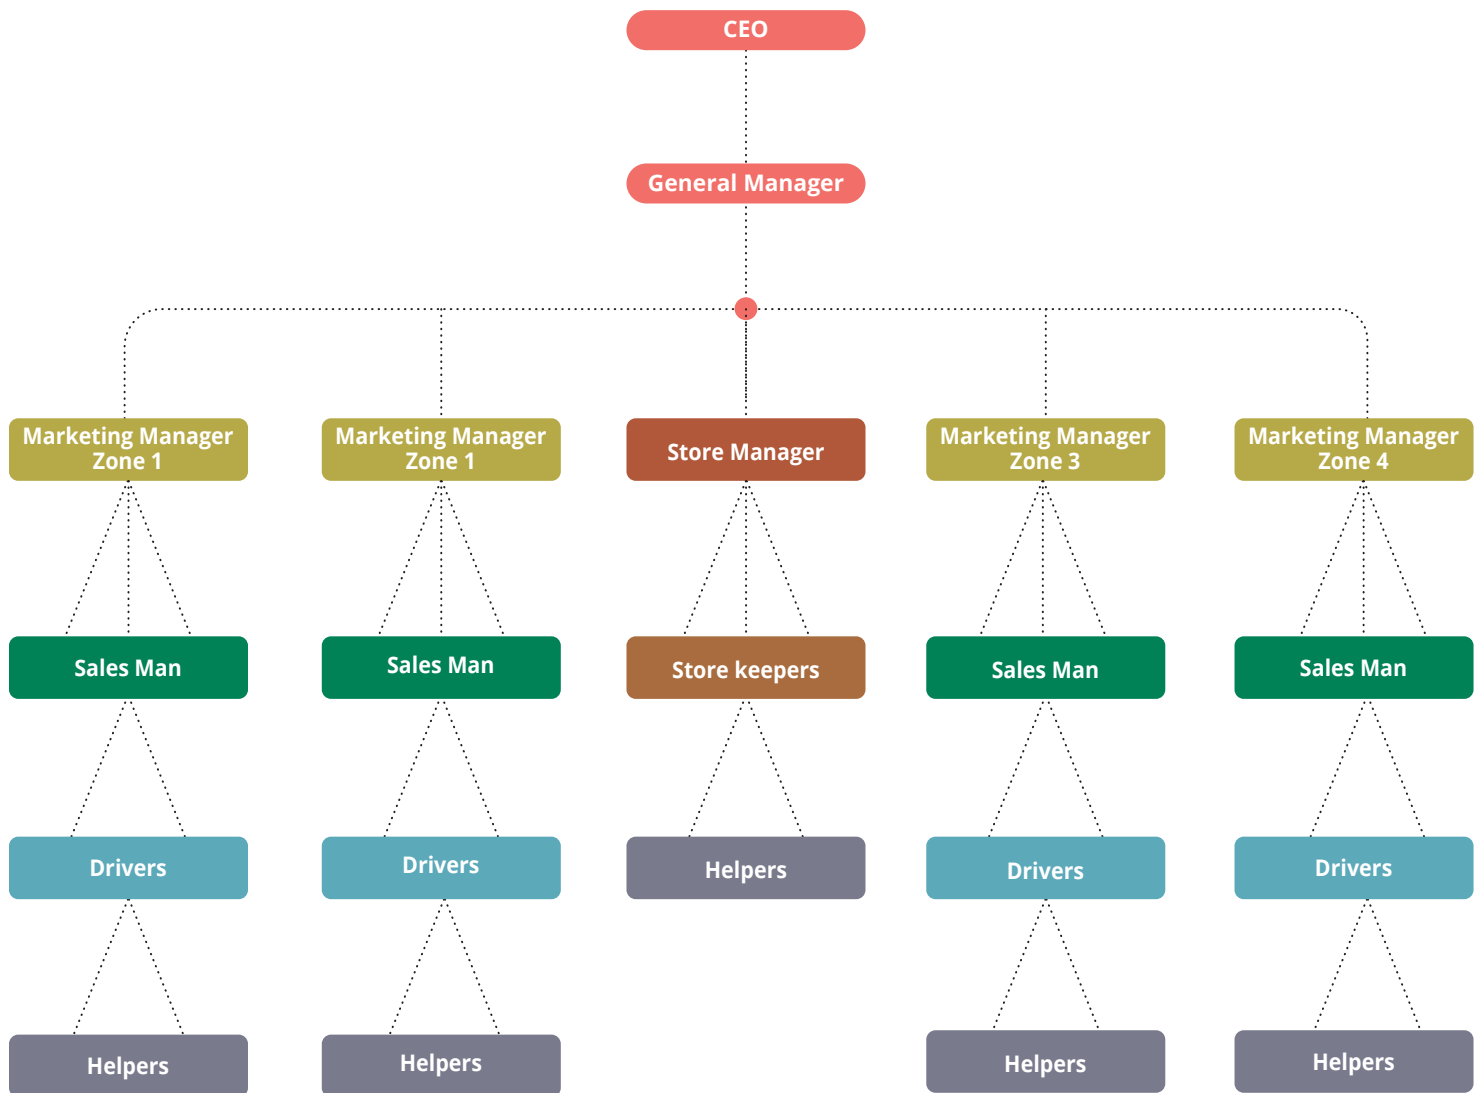 CEO
General Manager
Marketing Manager
Zone 1
Marketing Manager
Zone 1
Store Manager
Marketing Manager
Zone 3
Marketing Manager
Zone 4
Sales Man
Sales Man
Store keepers
Sales Man
Sales Man
Drivers
Drivers
Helpers
Drivers
Drivers
Helpers
Helpers
Helpers
Helpers